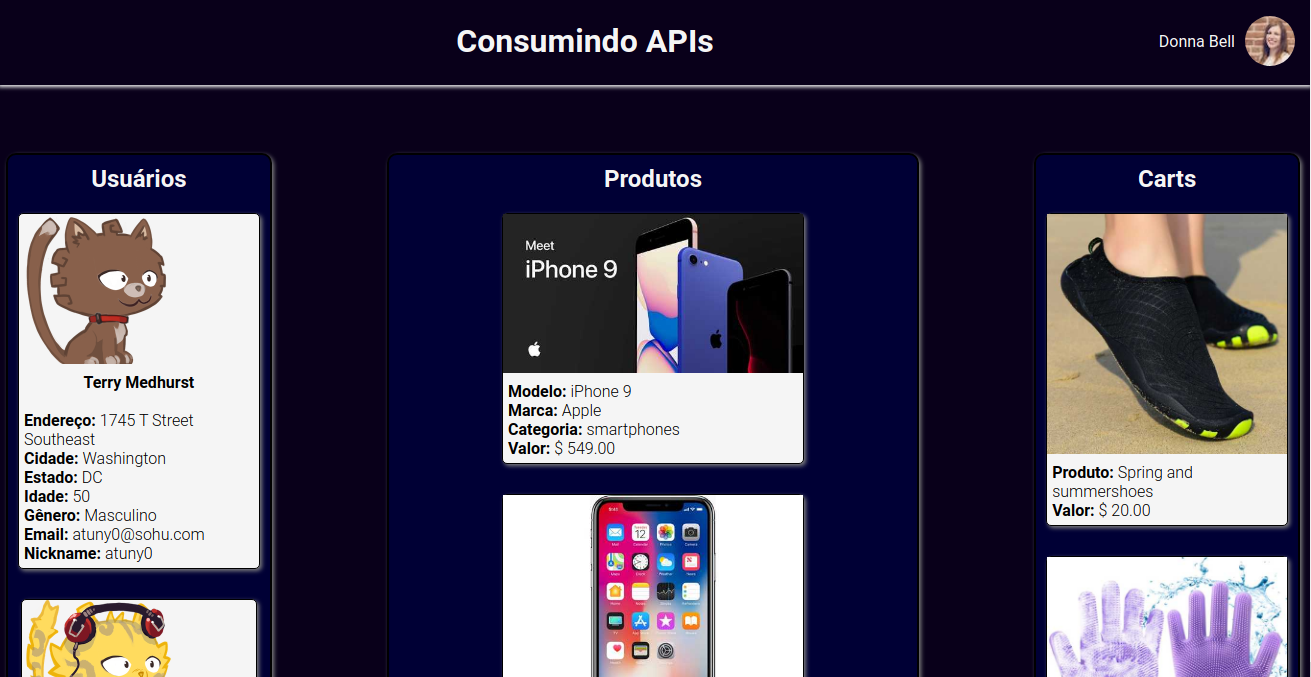 Consumindo APIs
Donna Bell
Usuários
Terry Medhurst
Endereço: 1745 T Street
Southeast
Cidade: Washington
Estado: DC
Idade: 50
Gênero: Masculino
Email: atuny0@sohu.com
Nickname: atuny0
Produtos
Meet
iPhone 9
Modelo: iPhone 9
Marca: Apple
Categoria: smartphones
Valor: $ 549.00
Carts
Produto: Spring and
summershoes
Valor: $ 20.00